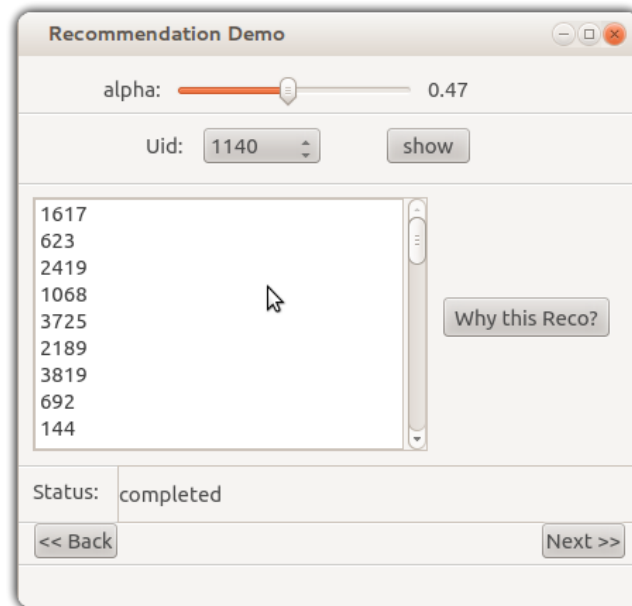 Recommendation Demo
alpha: 0.47
Uid: 1140 show
1617
623
2419
1068
3725
2189
3819
692
144
Why this Reco?
Status: completed
<< Back Next >>